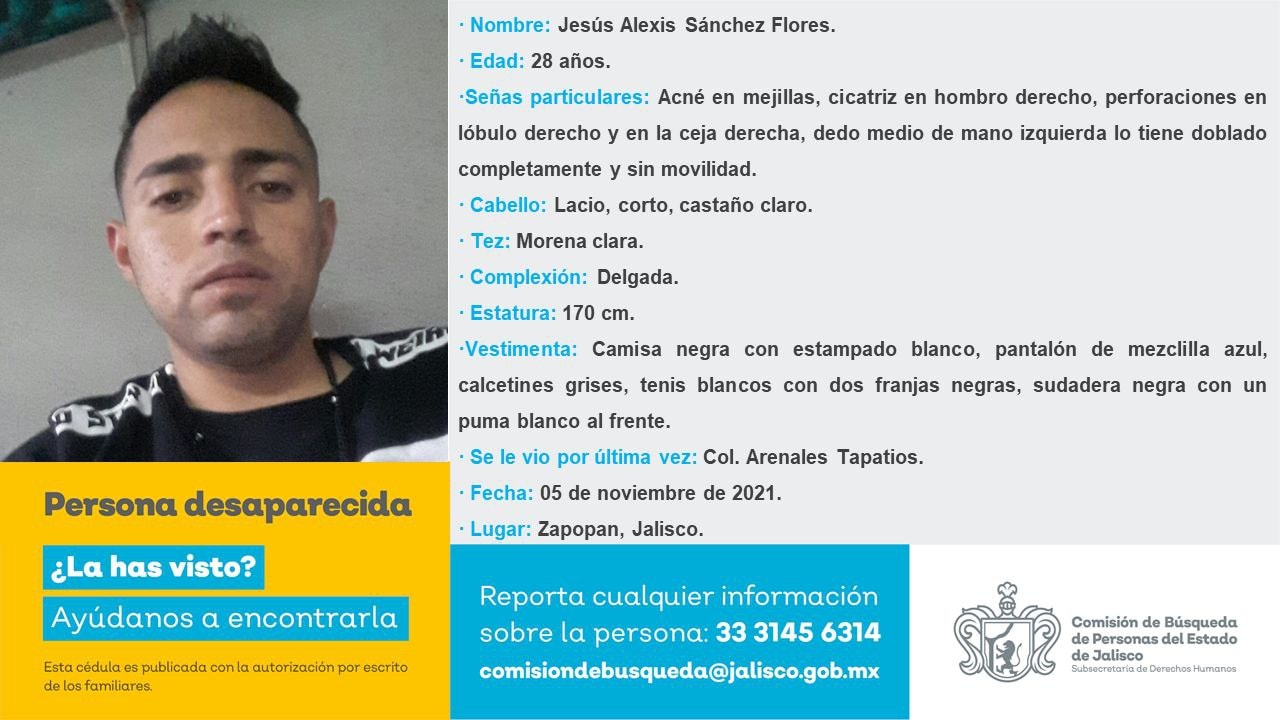 · Nombre: Jesús Alexis Sánchez Flores.
· Edad: 28 años.
·Señas particulares: Acné en mejillas, cicatriz en hombro derecho, perforaciones en
lóbulo derecho y en la ceja derecha, dedo medio de mano izquierda lo tiene doblado
completamente y sin movilidad.
· Cabello: Lacio, corto, castaño claro.
· Tez: Morena clara.
· Complexión: Delgada.
· Estatura: 170 cm.
·Vestimenta: Camisa negra con estampado blanco, pantalón de mezclilla azul,
calcetines grises, tenis blancos con dos franjas negras, sudadera negra con un
puma blanco al frente.
· Se le vio por última vez: Col. Arenales Tapatios.
· Fecha: 05 de noviembre de 2021.
· Lugar: Zapopan, Jalisco.
Persona desaparecida
¿La has visto?
Ayúdanos a encontrarla
Esta cédula es publicada con la autorización por escrito
de los familiares.
Reporta cualquier información
sobre la persona: 33 3145 6314
comisiondebusqueda@jalisco.gob.mx
Comisión de Búsqueda
de Personas del Estado
de Jalisco
Subsecretaría de Derechos Humanos